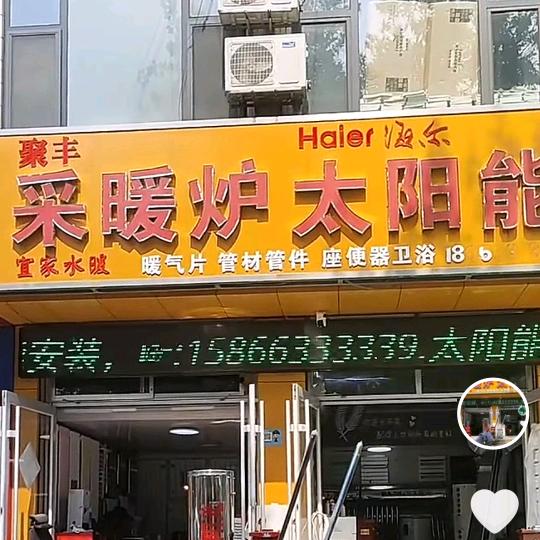 聚丰
Haier 海尔
采暖炉 太阳能
宜家水暖
暖气片 管材管件 座便器卫浴 18 6
安装，☞:15866333339.太阳能